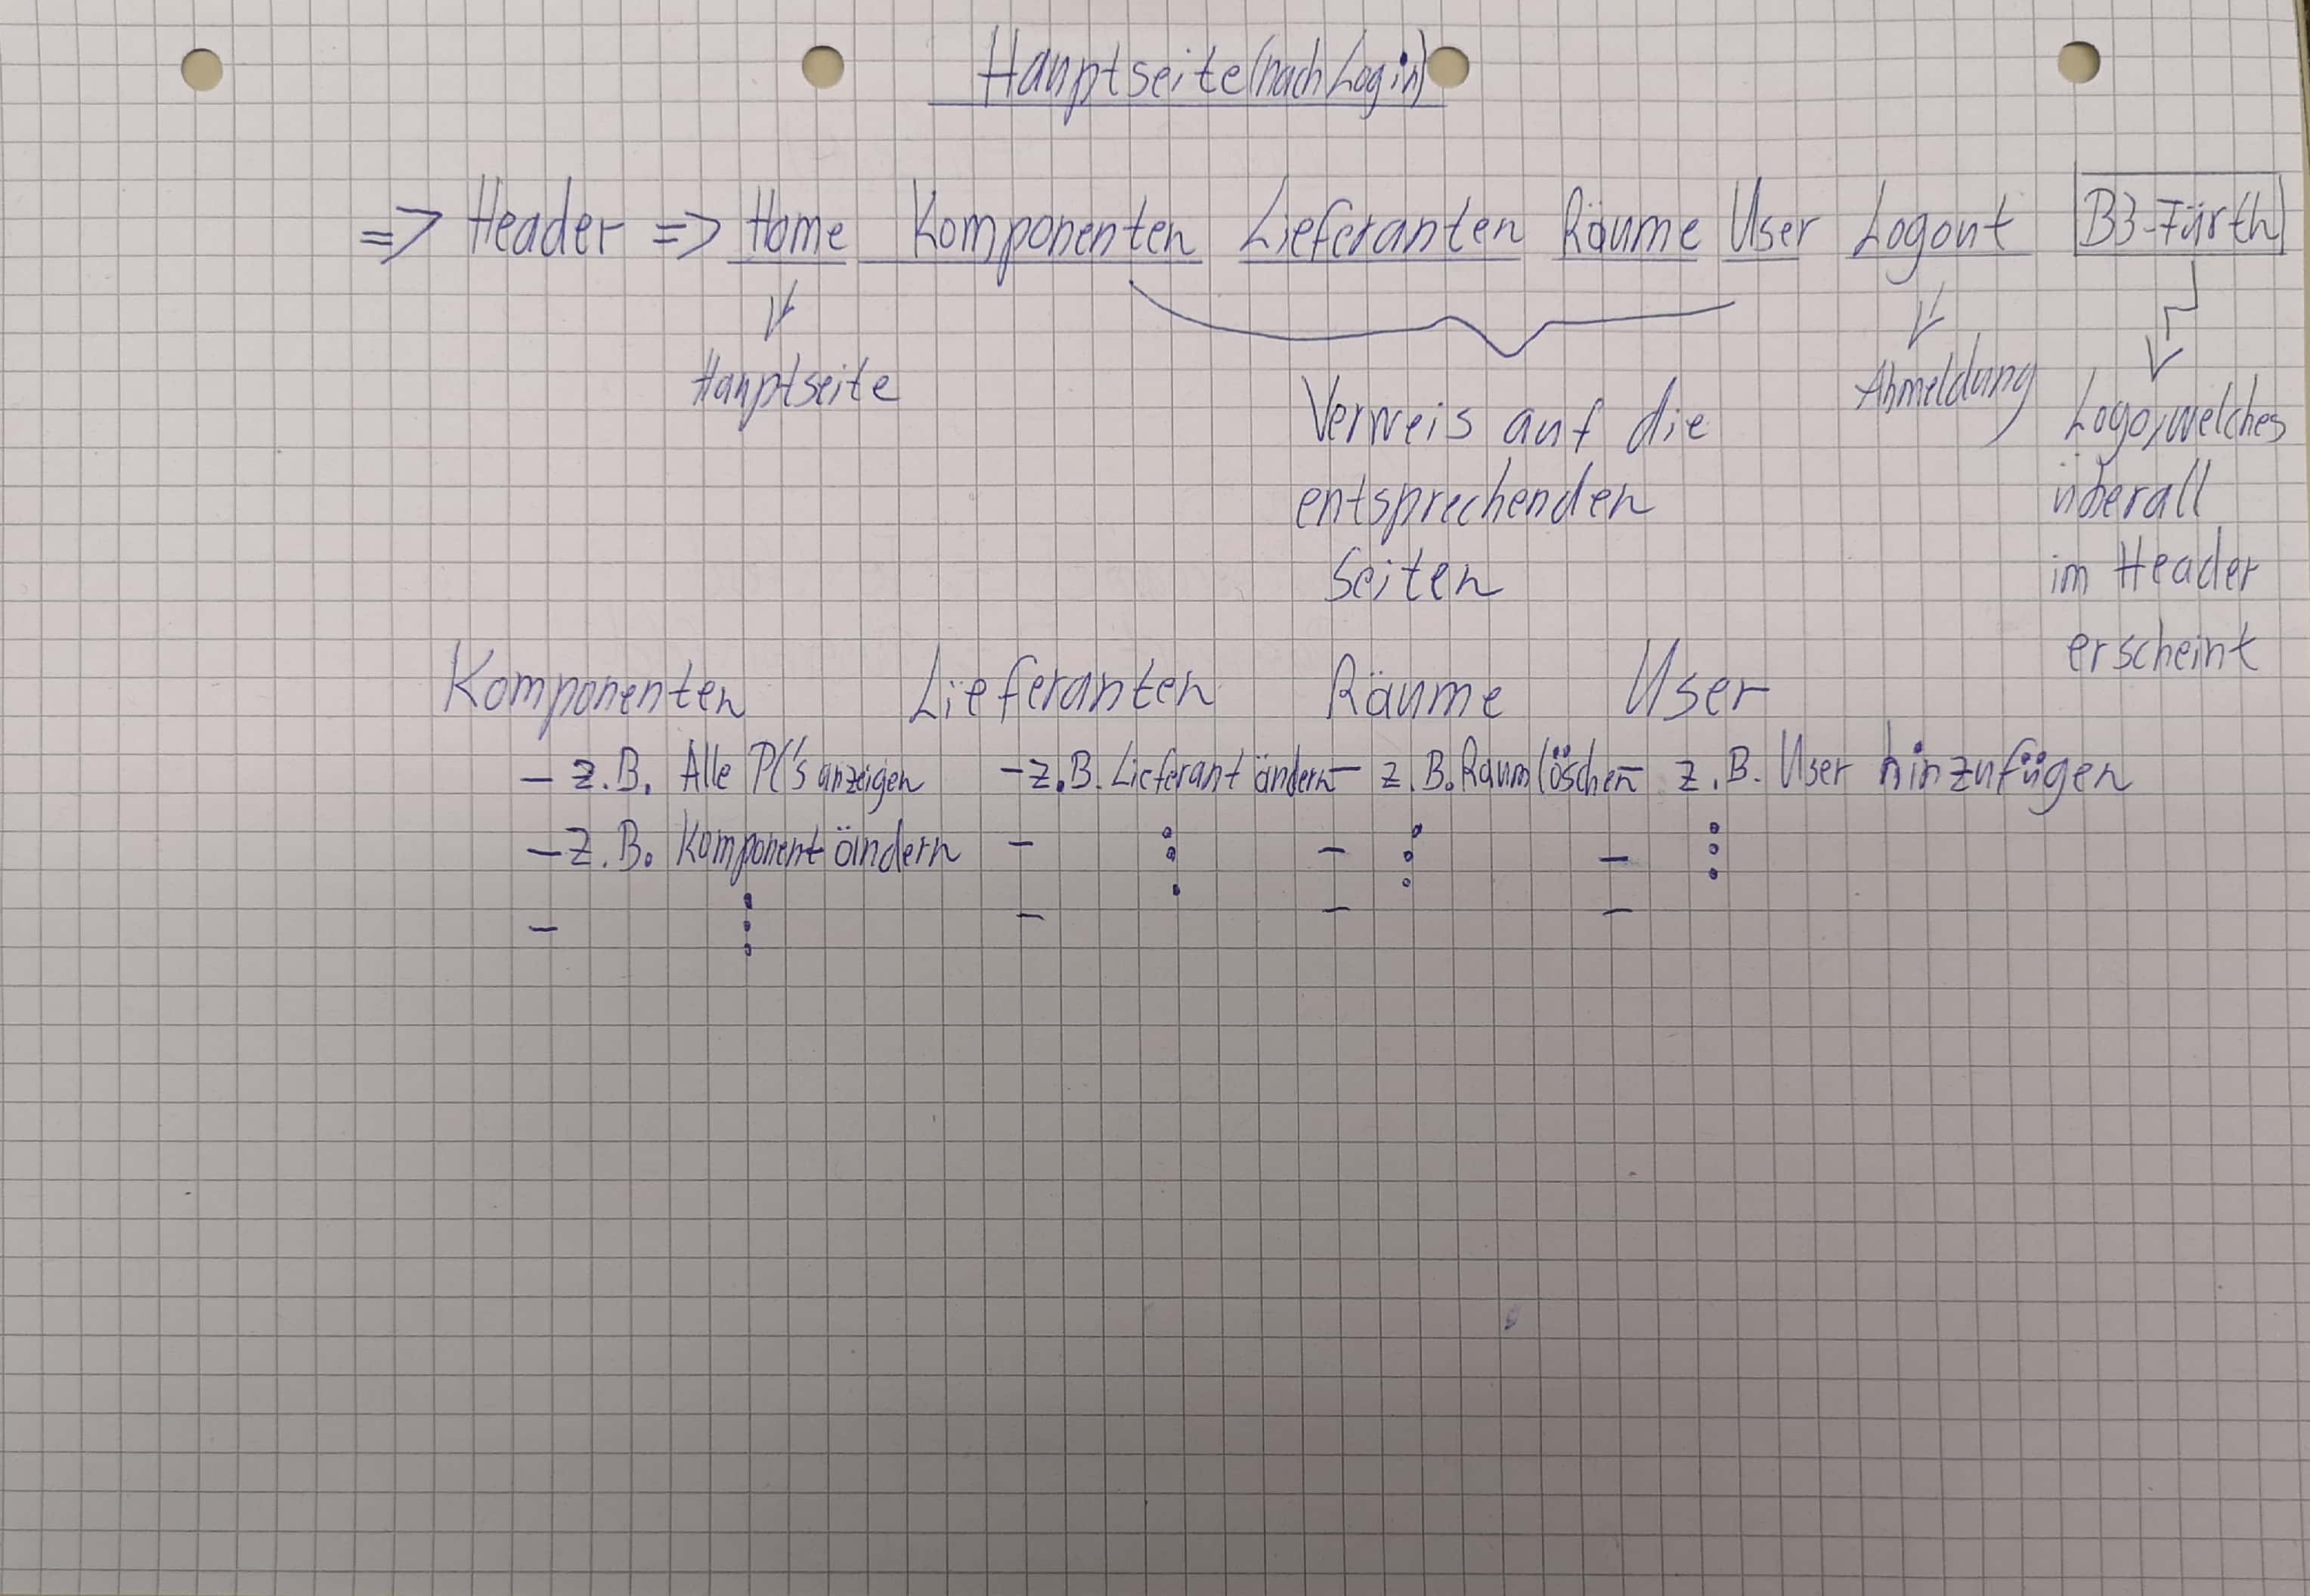 Hauptseite (nach Login)
=> Header => Home Komponenten Lieferanten Räume User Logout B3-Fürth
Hauptseite
Verweis auf die
entsprechenden
Seiten
Abmeldung
Logo, welches
überall
im Header
erscheint
Komponenten Lieferanten Räume User
- z.B. Alle PC's anzeigen - z.B. Lieferant ändern - z.B. Raum löschen - z.B. User hinzufügen
- z.B. Komponent ändern - ⋮ - ⋮ - ⋮
- ⋮ - - -